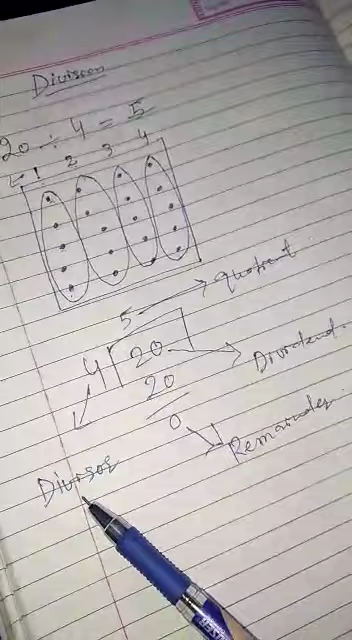 Division
20 ÷ 4 = 5
1 2 3 4
5 → Quotient
4 20 → Dividend
20
0 → Remainder
Divisor